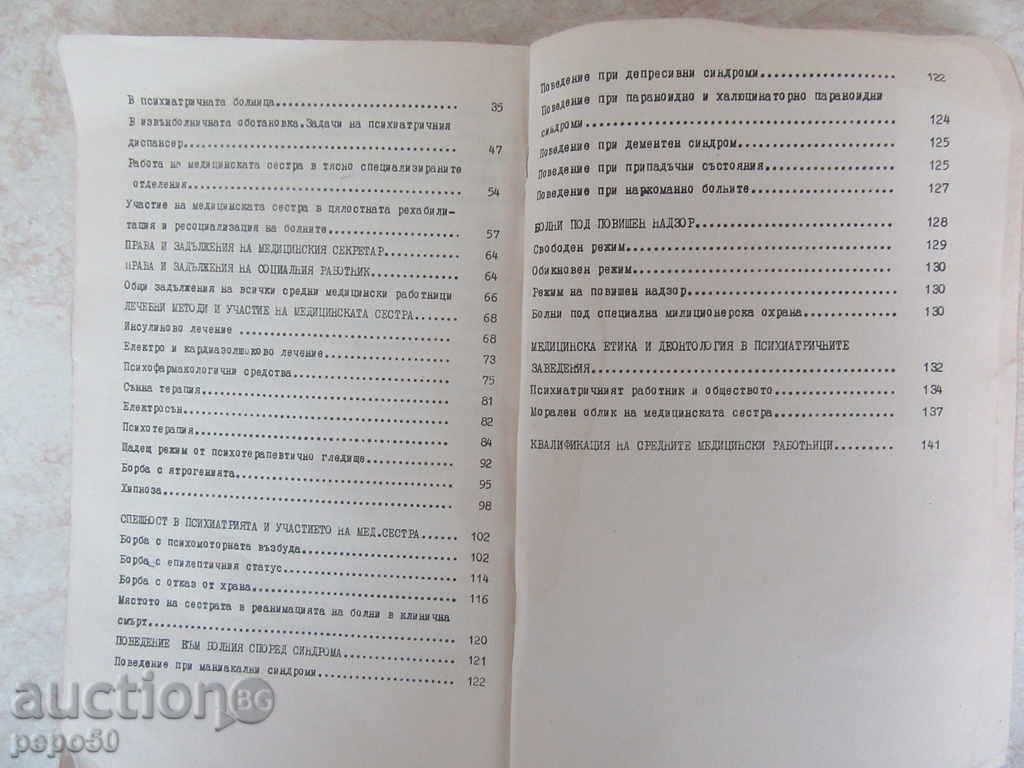 В психиатричната болница........................... 35
В извънболничната обстановка.Задачи на психиатричния
диспансер........................................... 47
Работа на медицинската сестра в тясно специализираните
отделения........................................... 54
Участие на медицинската сестра в цялостната рехабили-
тация и ресоциализация на болните................... 57
ПРАВА И ЗАДЪЛЖЕНИЯ НА МЕДИЦИНСКИЯ СЕКРЕТАР.......... 64
ПРАВА И ЗАДЪЛЖЕНИЯ НА СОЦИАЛНИЯ РАБОТНИК............ 64
Общи задължения на всички средни медицински работници 66
ЛЕЧЕБНИ МЕТОДИ И УЧАСТИЕ НА МЕДИЦИНСКАТА СЕСТРА....... 68
Инсулиново лечение ................................. 68
Електро и кардиазолшоково лечение................... 73
Психофармакологични средства........................ 75
Сънна терапия....................................... 81
Електросън.......................................... 82
Психотерапия........................................ 84
Щадещ режим от психотерапевтично гледище............ 92
Борба с ятрогенията................................. 95
Хипноза............................................. 98
СПЕШНОСТ В ПСИХИАТРИЯТА И УЧАСТИЕТО НА МЕД.СЕСТРА...... 102
Борба с психомоторната възбуда...................... 102
Борба с епилептичния статус......................... 114
Борба с отказ от храна.............................. 116
Мястото на сестрата в реанимацията на болни в клинична
смърт............................................... 120
ПОВЕДЕНИЕ КЪМ БОЛНИЯ СПОРЕД СИНДРОМА................ 121
Поведение при маниакални синдроми................... 122
Поведение при депресивни синдроми................... 122
Поведение при параноидно и халюцинаторно параноидни
синдроми............................................ 124
Поведение при дементен синдром...................... 125
Поведение при припадъчни състояния.................. 125
Поведение при наркоманно болните.................... 127
БОЛНИ ПОД ПОВИШЕН НАДЗОР............................ 128
Свободен режим...................................... 129
Обикновен режим..................................... 130
Режим на повишен надзор............................. 130
Болни под специална милиционерска охрана............ 130
МЕДИЦИНСКА ЕТИКА И ДЕОНТОЛОГИЯ В ПСИХИАТРИЧНИТЕ
ЗАВЕДЕНИЯ........................................... 132
Психиатричният работник и обществото................ 134
Морален облик на медицинската сестра................ 137
КВАЛИФИКАЦИЯ НА СРЕДНИТЕ МЕДИЦИНСКИ РАБОТНИЦИ......... 141
auction BG
pepo50